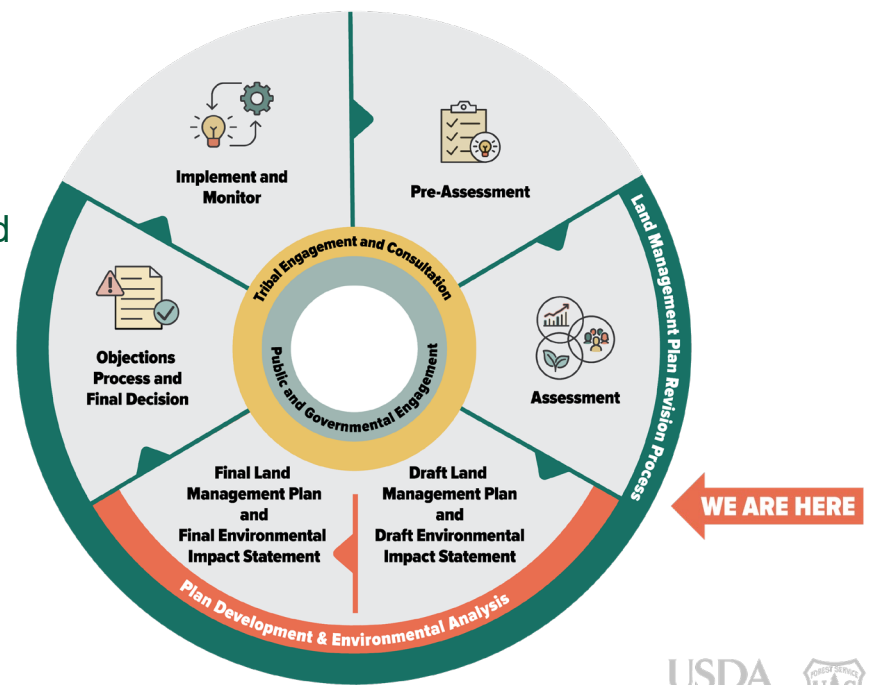 Implement and
Monitor
Pre-Assessment
Land Management Plan Revision Process
Tribal Engagement and Consultation
Public and Governmental Engagement
Objections
Process and
Final Decision
Assessment
Final Land
Management Plan
and
Final Environmental
Impact Statement
Draft Land
Management Plan
and
Draft Environmental
Impact Statement
WE ARE HERE
Plan Development & Environmental Analysis
USDA
FOREST SERVICE